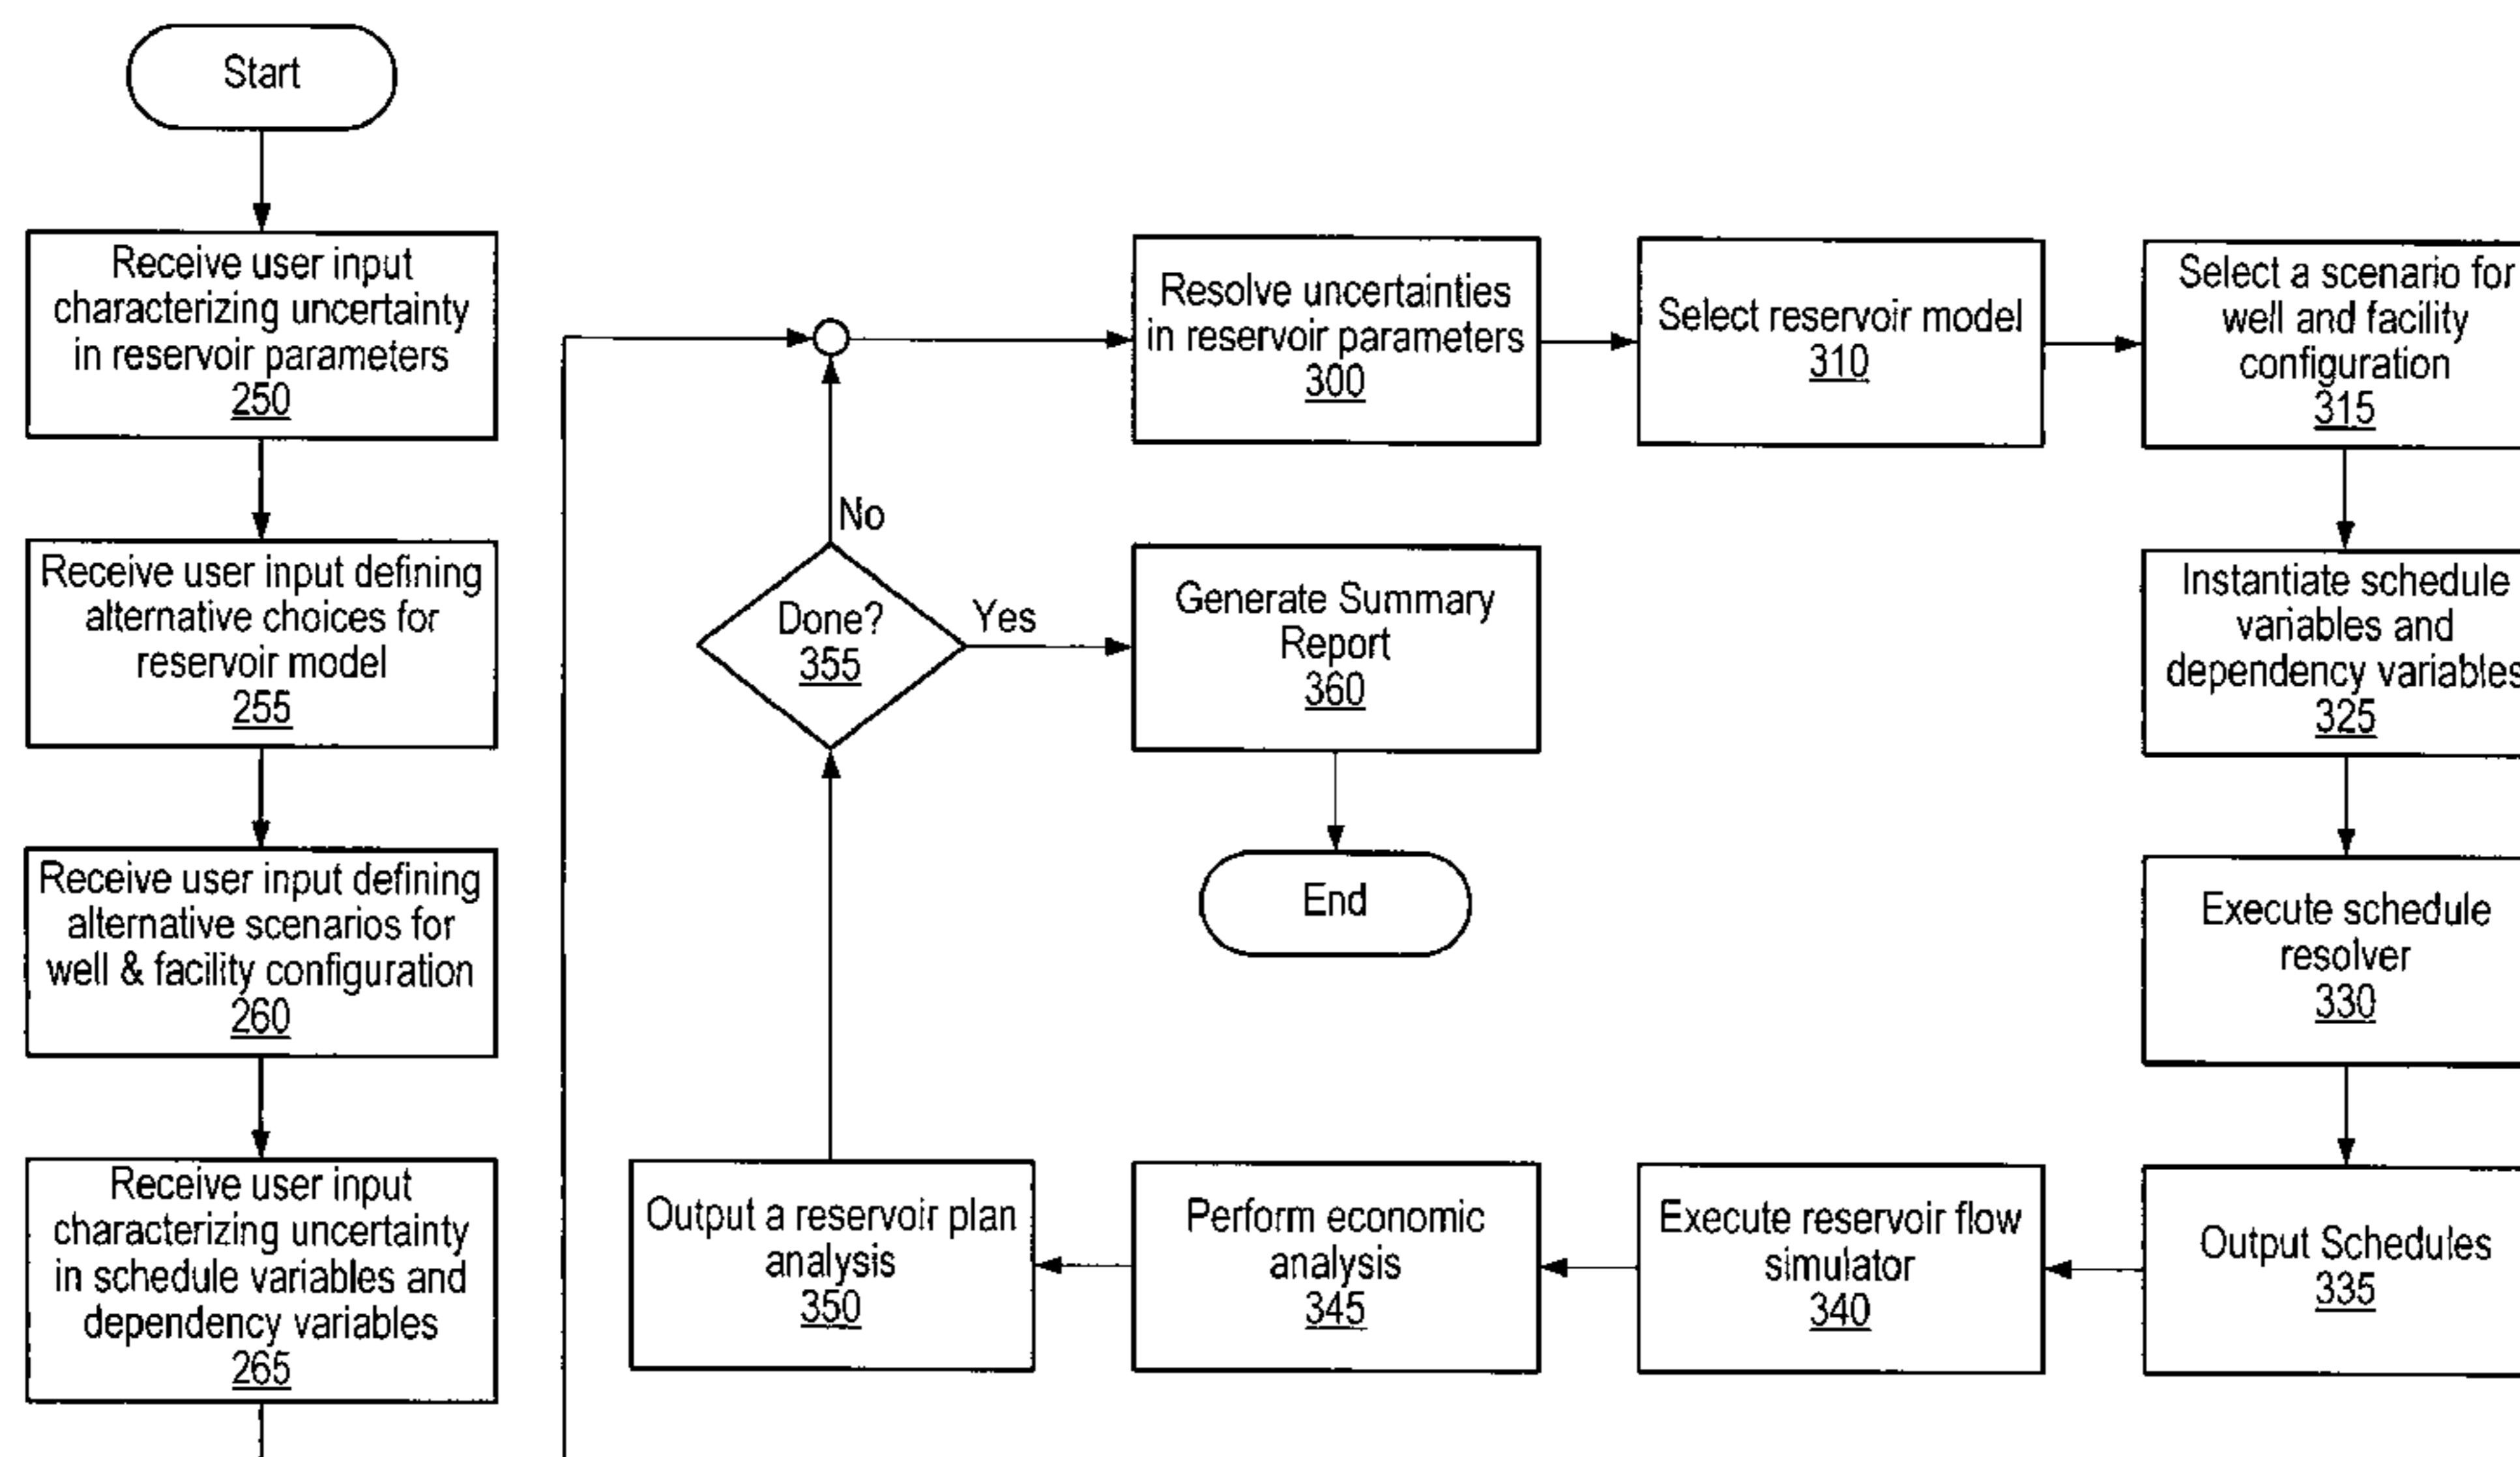 Start
Receive user input
characterizing uncertainty
in reservoir parameters
250
Receive user input defining
alternative choices for
reservoir model
255
Receive user input defining
alternative scenarios for
well & facility configuration
260
Receive user input
characterizing uncertainty
in schedule variables and
dependency variables
265
Resolve uncertainties
in reservoir parameters
300
Select reservoir model
310
Select a scenario for
well and facility
configuration
315
Instantiate schedule
variables and
dependency variables
325
Execute schedule
resolver
330
Output Schedules
335
Execute reservoir flow
simulator
340
Perform economic
analysis
345
Output a reservoir plan
analysis
350
Done?
355
No
Yes
Generate Summary
Report
360
End